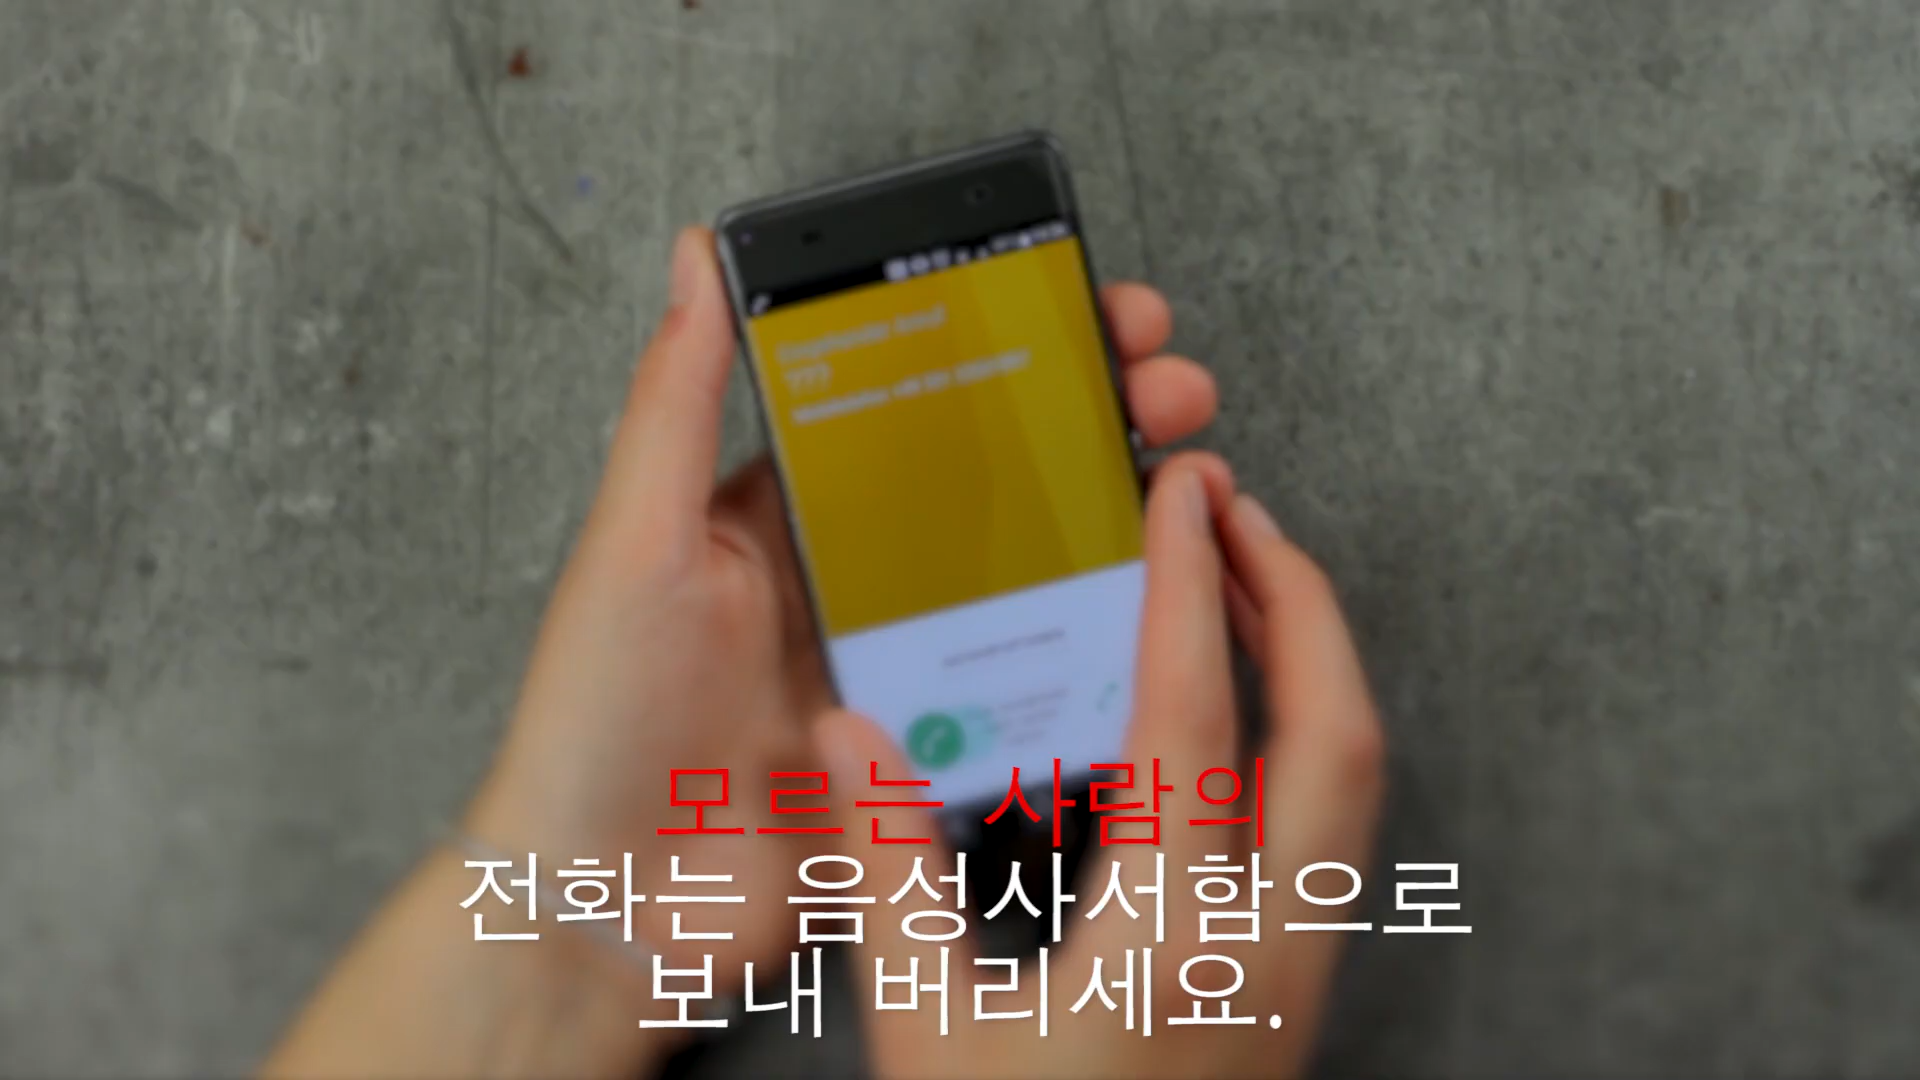 ???
모르는 사람의
전화는 음성사서함으로
보내 버리세요.